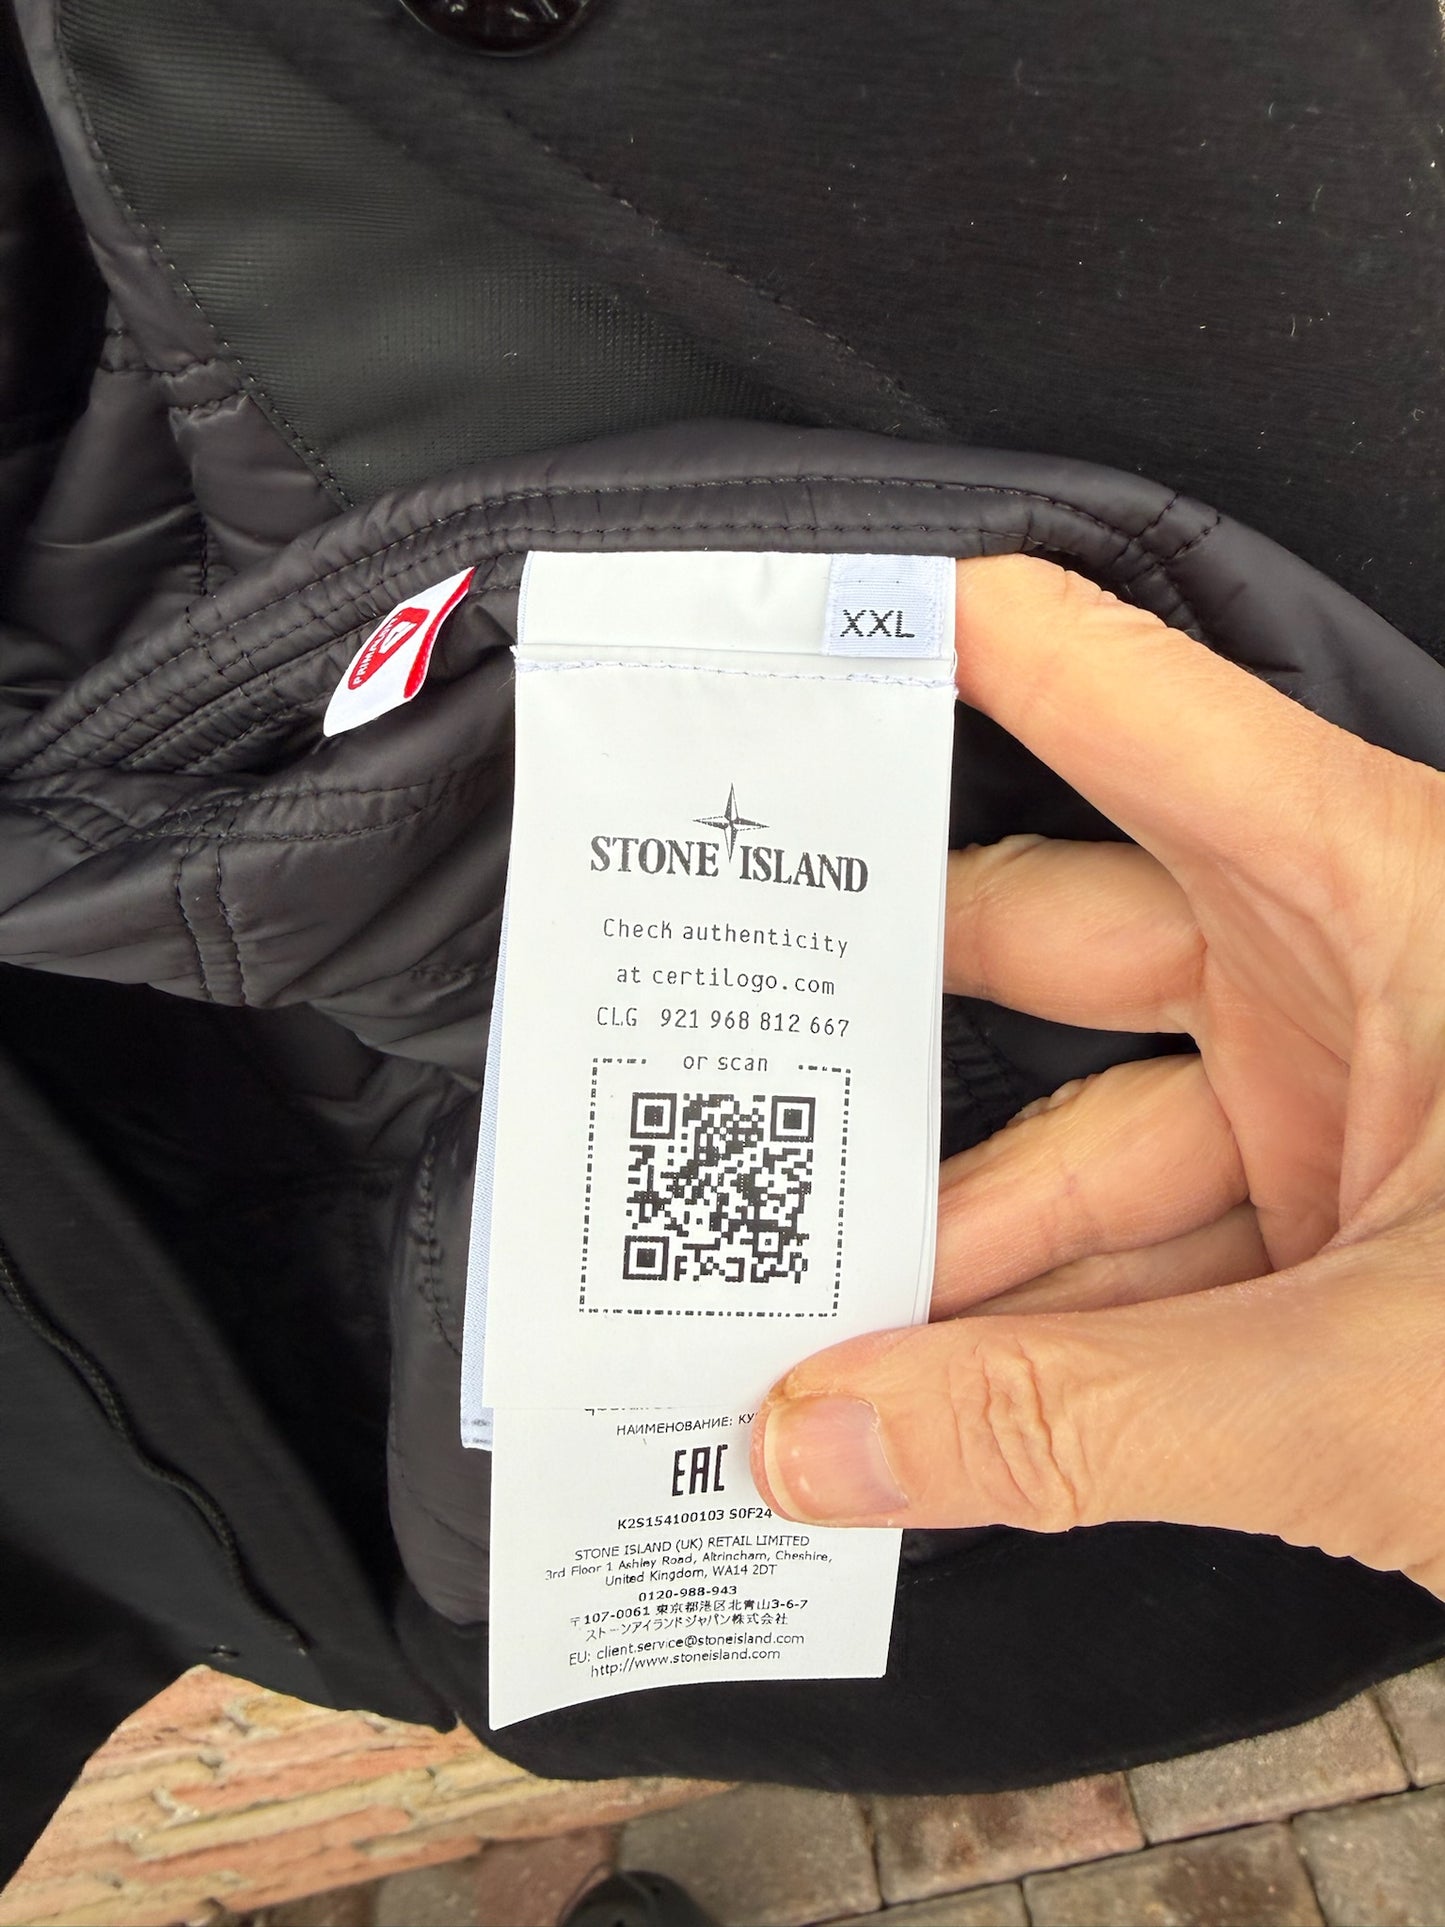 XXL
PRIMALOFT
STONE ISLAND
Check authenticity
at certilogo.com
CLG 921 968 812 667
or scan
НАИМЕНОВАНИЕ:
EAC
K2S154100103 S0F24
STONE ISLAND (UK) RETAIL LIMITED
3rd Floor 1 Ashley Road, Altrincham, Cheshire,
United Kingdom, WA14 2DT
0120-988-943
〒107-0061 東京都港区北青山3-6-7
ストーンアイランドジャパン株式会社
EU: client.service@stoneisland.com
http://www.stoneisland.com